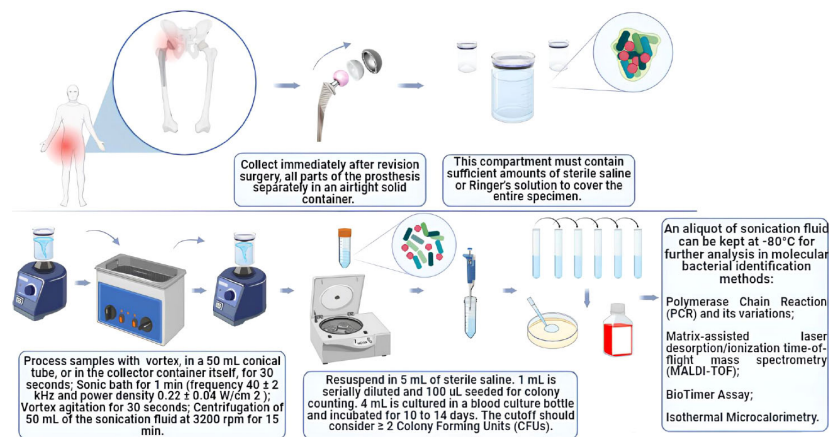 Collect immediately after revision
surgery, all parts of the prosthesis
separately in an airtight solid
container.
This compartment must contain
sufficient amounts of sterile saline
or Ringer's solution to cover the
entire specimen.
Process samples with vortex, in a 50 mL conical
tube, or in the collector container itself, for 30
seconds; Sonic bath for 1 min (frequency 40 ± 2
kHz and power density 0.22 ± 0.04 W/cm 2 );
Vortex agitation for 30 seconds; Centrifugation of
50 mL of the sonication fluid at 3200 rpm for 15
min.
Resuspend in 5 mL of sterile saline. 1 mL is
serially diluted and 100 uL seeded for colony
counting. 4 mL is cultured in a blood culture bottle
and incubated for 10 to 14 days. The cutoff should
consider ≥ 2 Colony Forming Units (CFUs).
An aliquot of sonication fluid
can be kept at -80°C for
further analysis in molecular
bacterial identification
methods:
Polymerase Chain Reaction
(PCR) and its variations;
Matrix-assisted laser
desorption/ionization time-of-
flight mass spectrometry
(MALDI-TOF);
BioTimer Assay;
Isothermal Microcalorimetry.